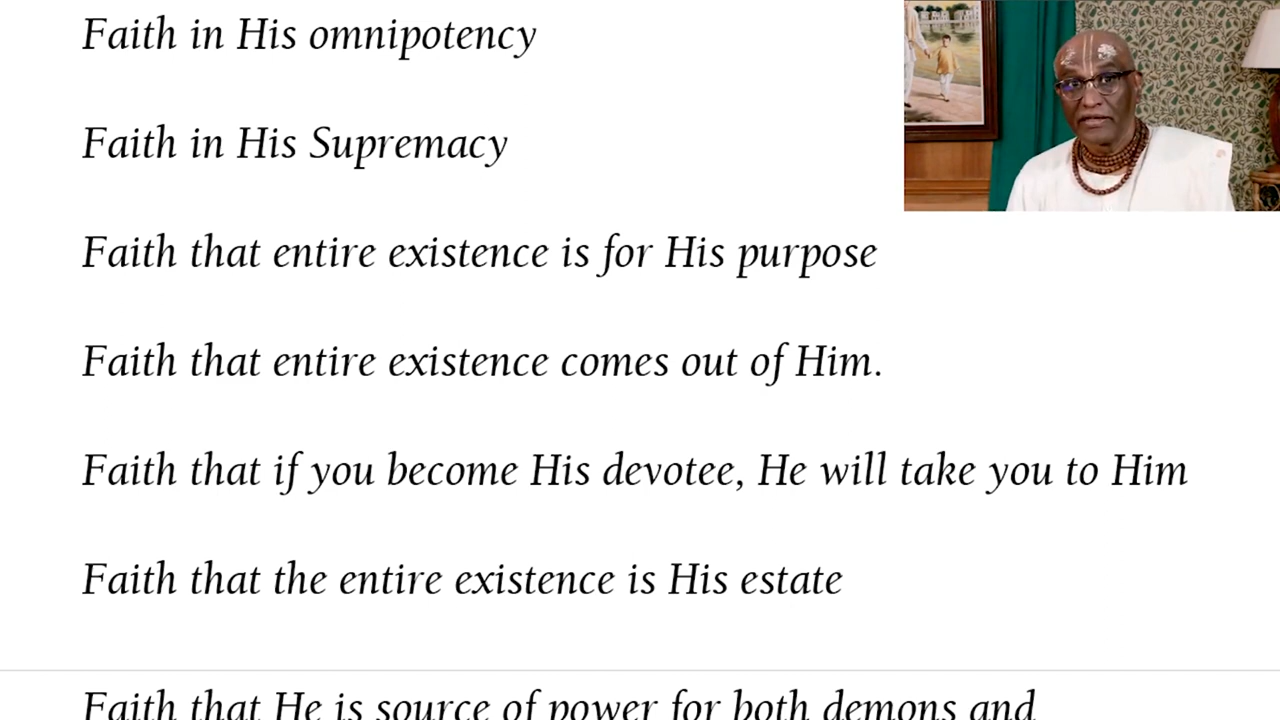 Faith in His omnipotency
Faith in His Supremacy
Faith that entire existence is for His purpose
Faith that entire existence comes out of Him.
Faith that if you become His devotee, He will take you to Him
Faith that the entire existence is His estate
Faith that He is source of power for both demons and